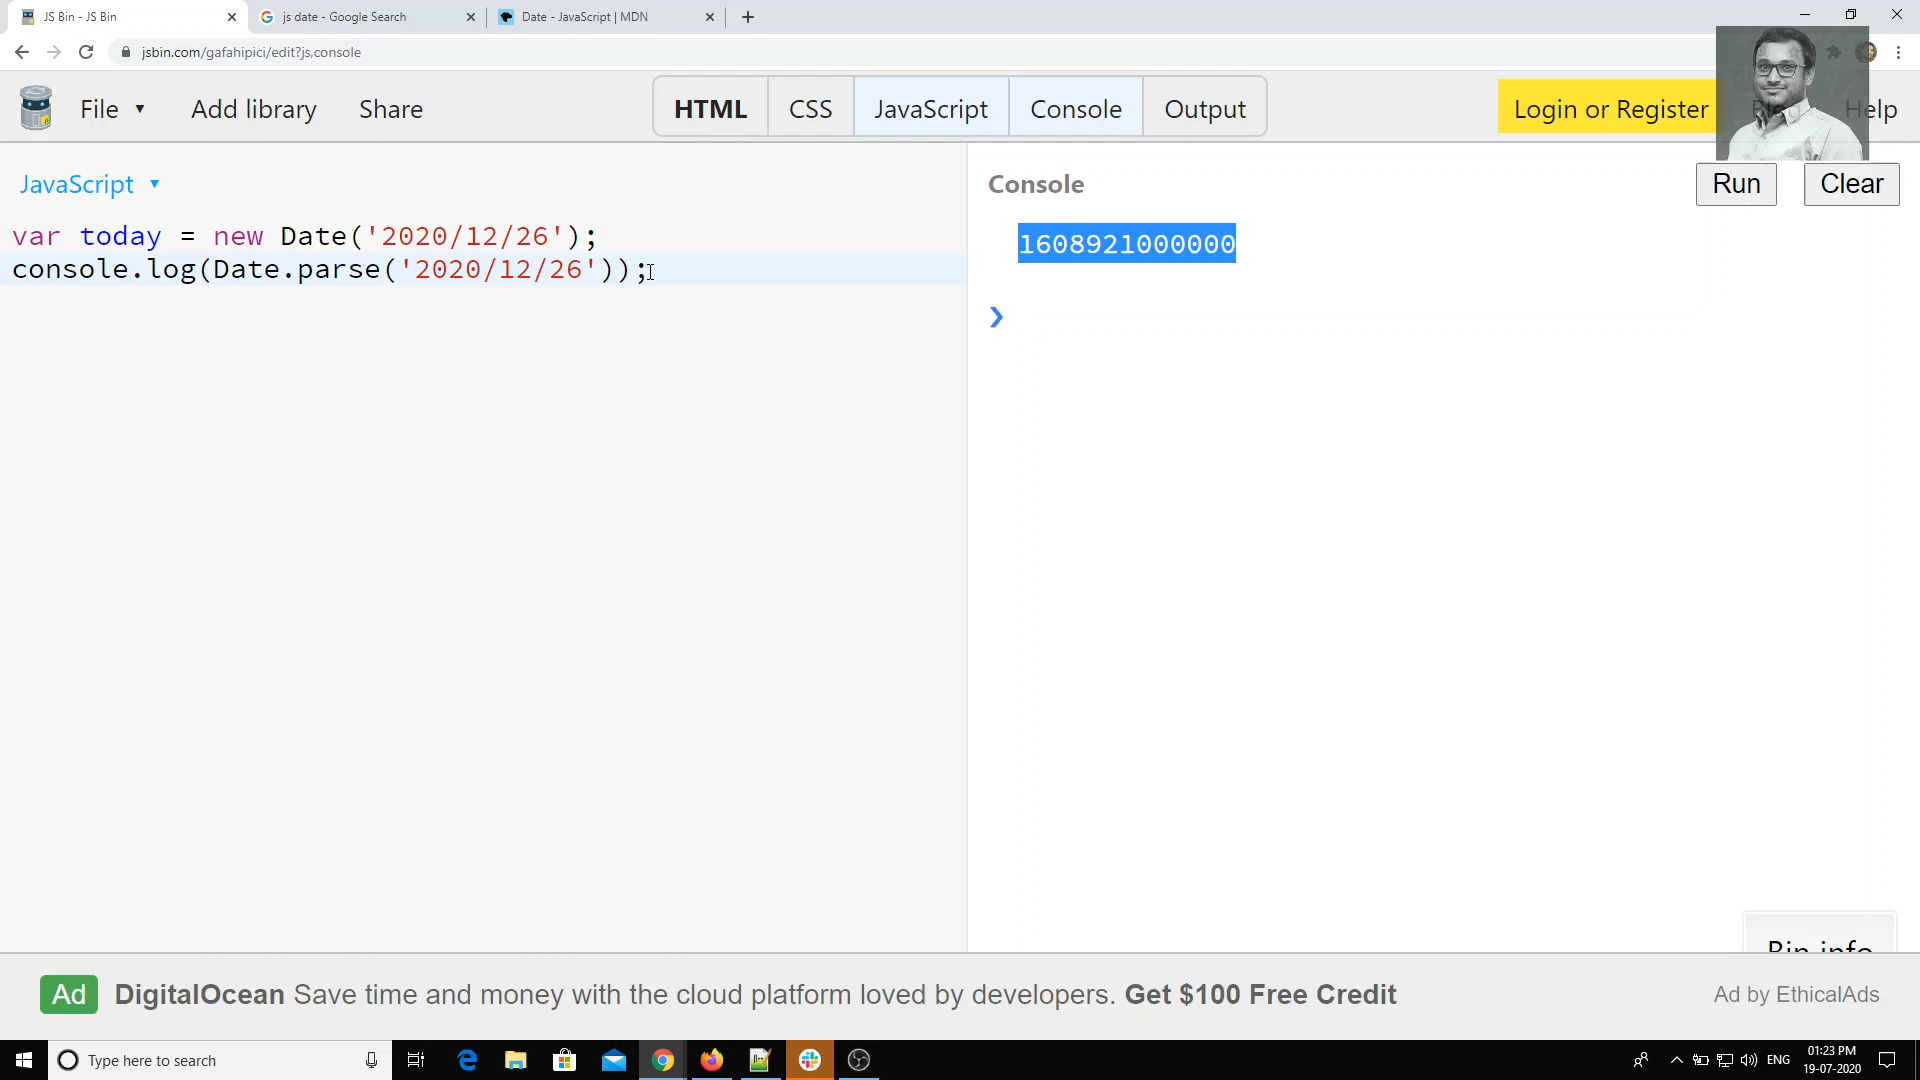 JS Bin - JS Bin
js date - Google Search
Date - JavaScript | MDN
jsbin.com/gafahipici/edit?js,console
File
Add library
Share
HTML
CSS
JavaScript
Console
Output
Login or Register
Blog
Help
JavaScript
var today = new Date('2020/12/26');
console.log(Date.parse('2020/12/26'));
Console
Run
Clear
1608921000000
Bin info
Ad
DigitalOcean Save time and money with the cloud platform loved by developers. Get $100 Free Credit
Ad by EthicalAds
Type here to search
ENG
01:23 PM
19-07-2020